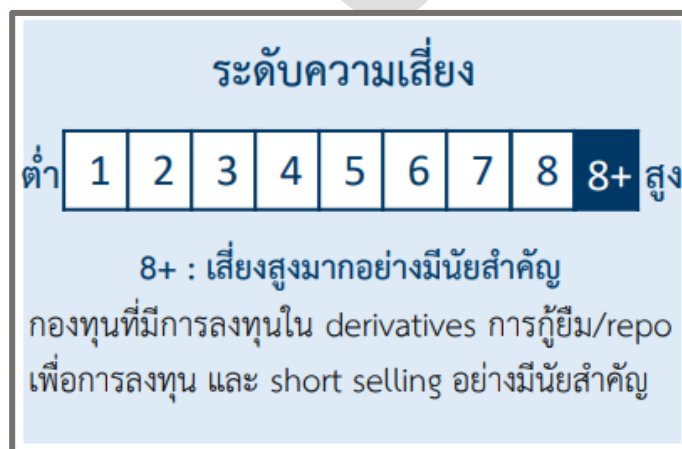 ระดับความเสี่ยง
ต่ำ 1 2 3 4 5 6 7 8 8+ สูง
8+ : เสี่ยงสูงมากอย่างมีนัยสำคัญ
กองทุนที่มีการลงทุนใน derivatives การกู้ยืม/repo
เพื่อการลงทุน และ short selling อย่างมีนัยสำคัญ